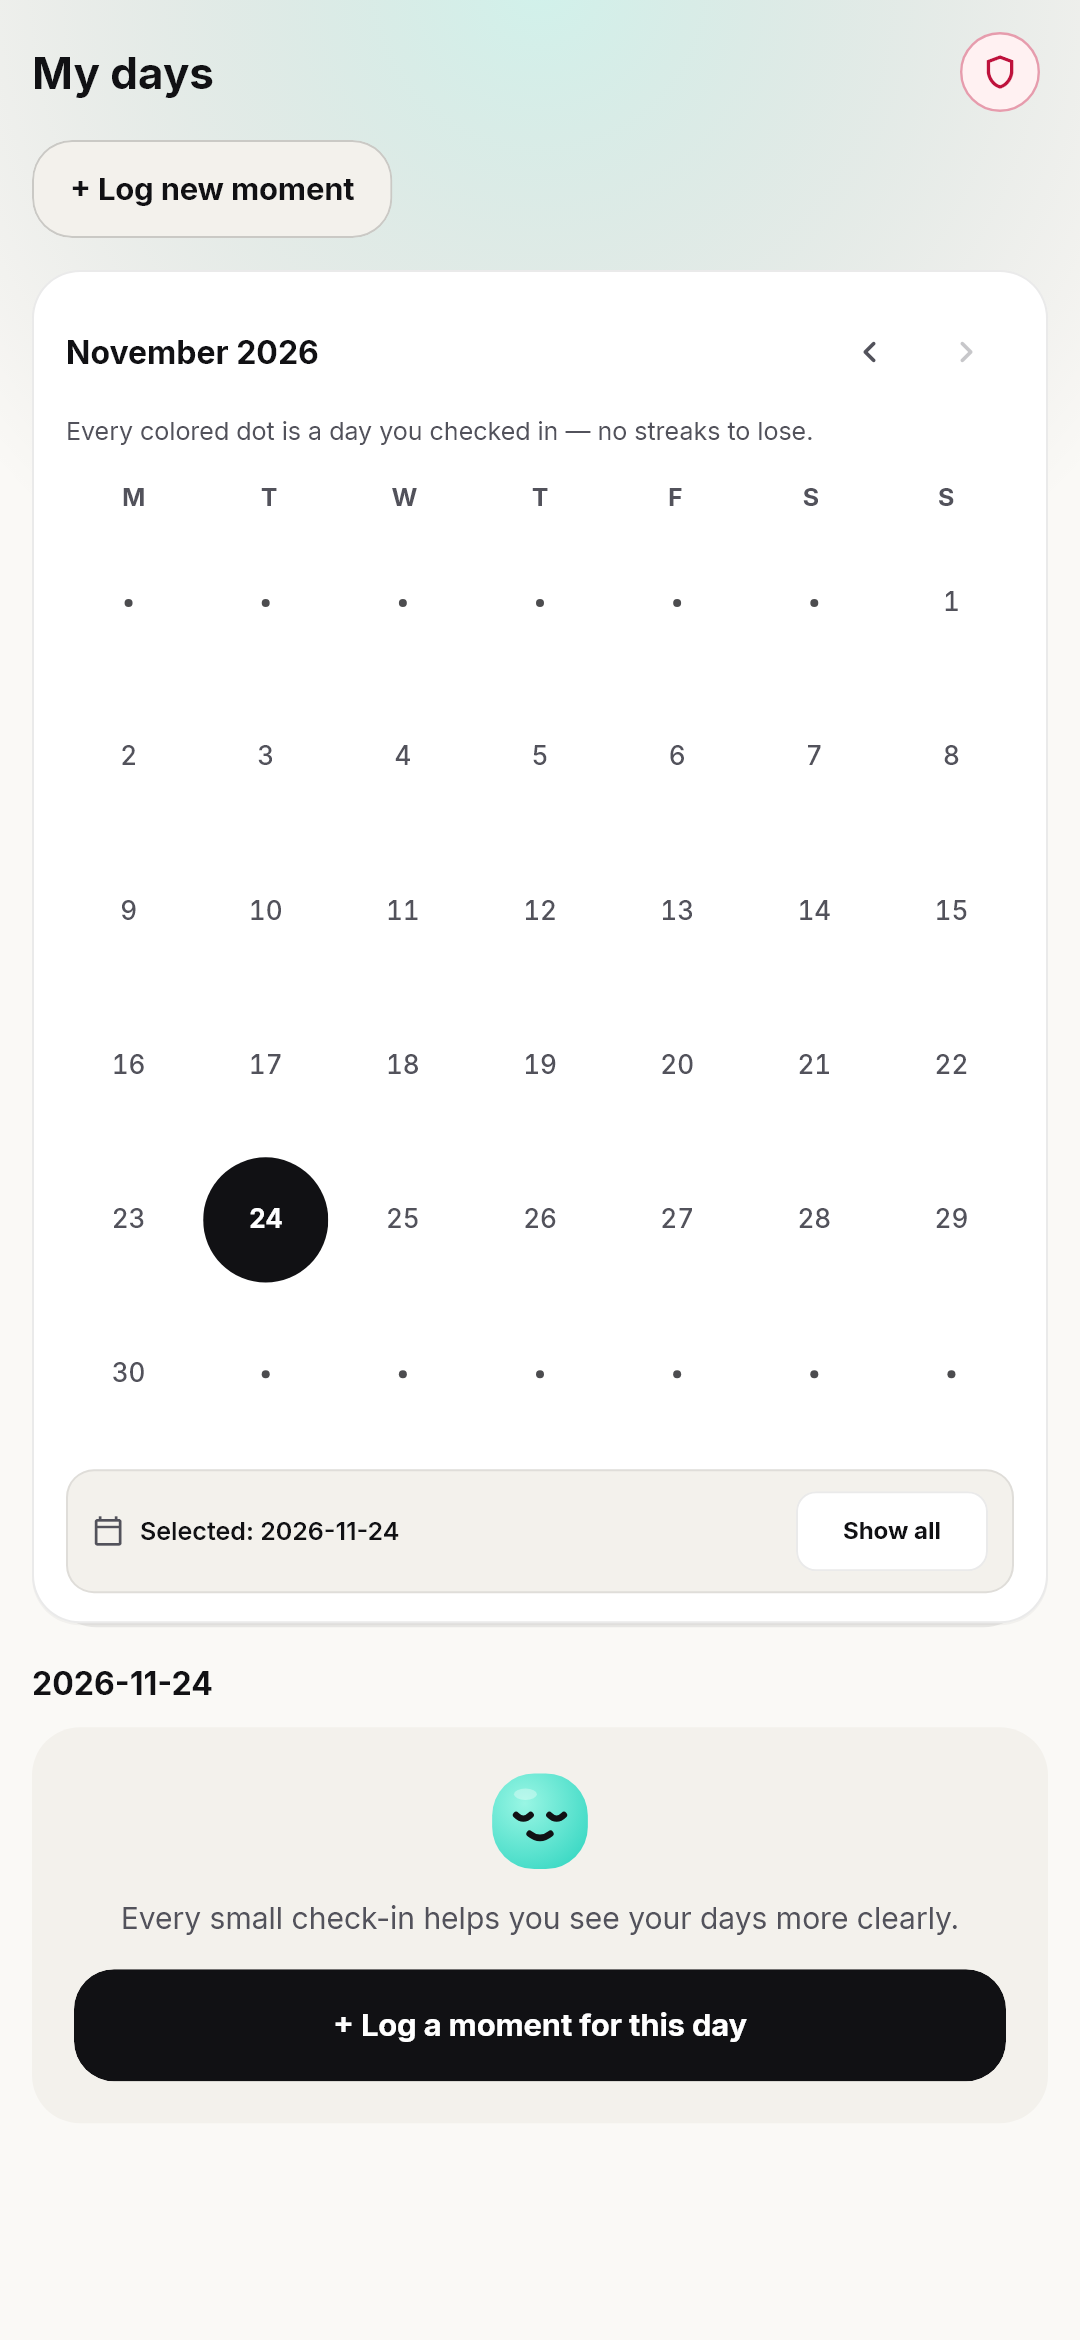 My days
+ Log new moment
November 2026
Every colored dot is a day you checked in — no streaks to lose.
M T W T F S S
• • • • • • 1
2 3 4 5 6 7 8
9 10 11 12 13 14 15
16 17 18 19 20 21 22
23 24 25 26 27 28 29
30 • • • • • •
Selected: 2026-11-24 Show all
2026-11-24
Every small check-in helps you see your days more clearly.
+ Log a moment for this day